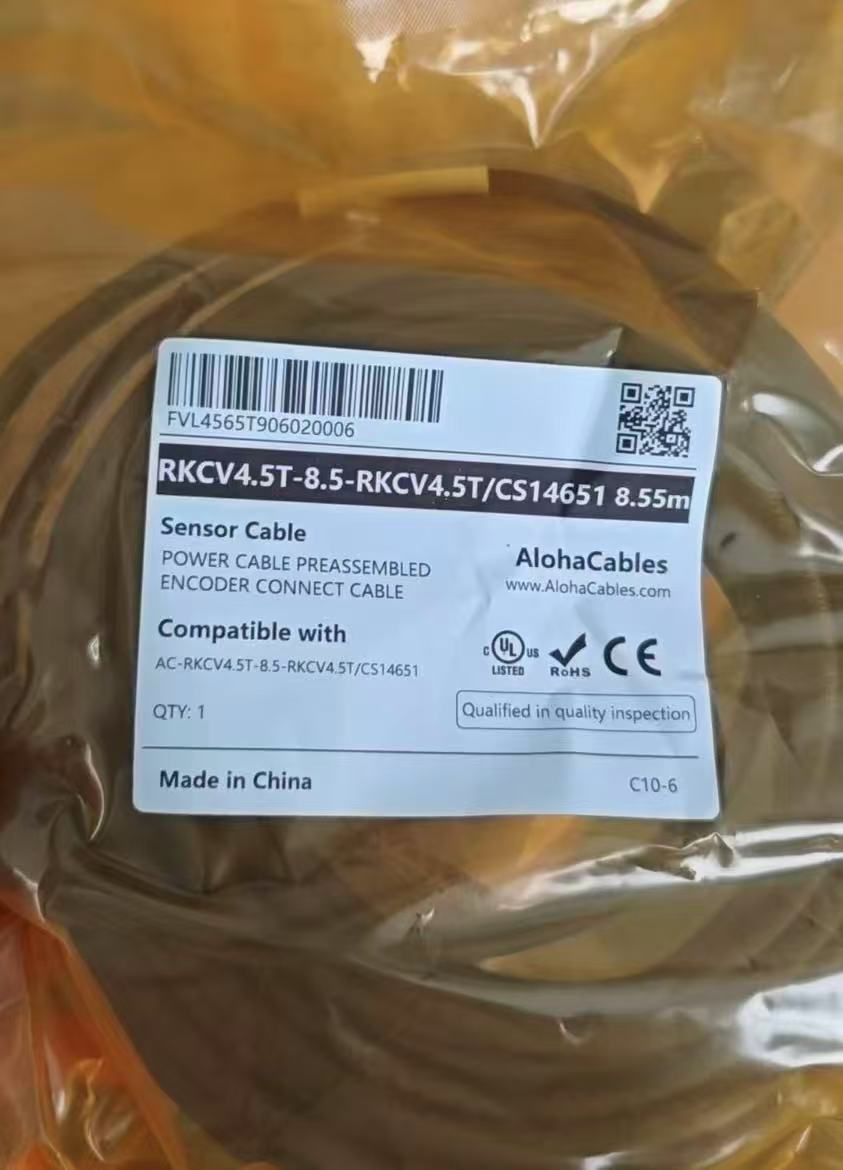 FVL4565T906020006
RKCV4.5T-8.5-RKCV4.5T/CS14651 8.55m
Sensor Cable
POWER CABLE PREASSEMBLED
ENCODER CONNECT CABLE
AlohaCables
www.AlohaCables.com
Compatible with
AC-RKCV4.5T-8.5-RKCV4.5T/CS14651
C UL US
LISTED
RoHS
CE
QTY: 1
Qualified in quality inspection
Made in China
C10-6